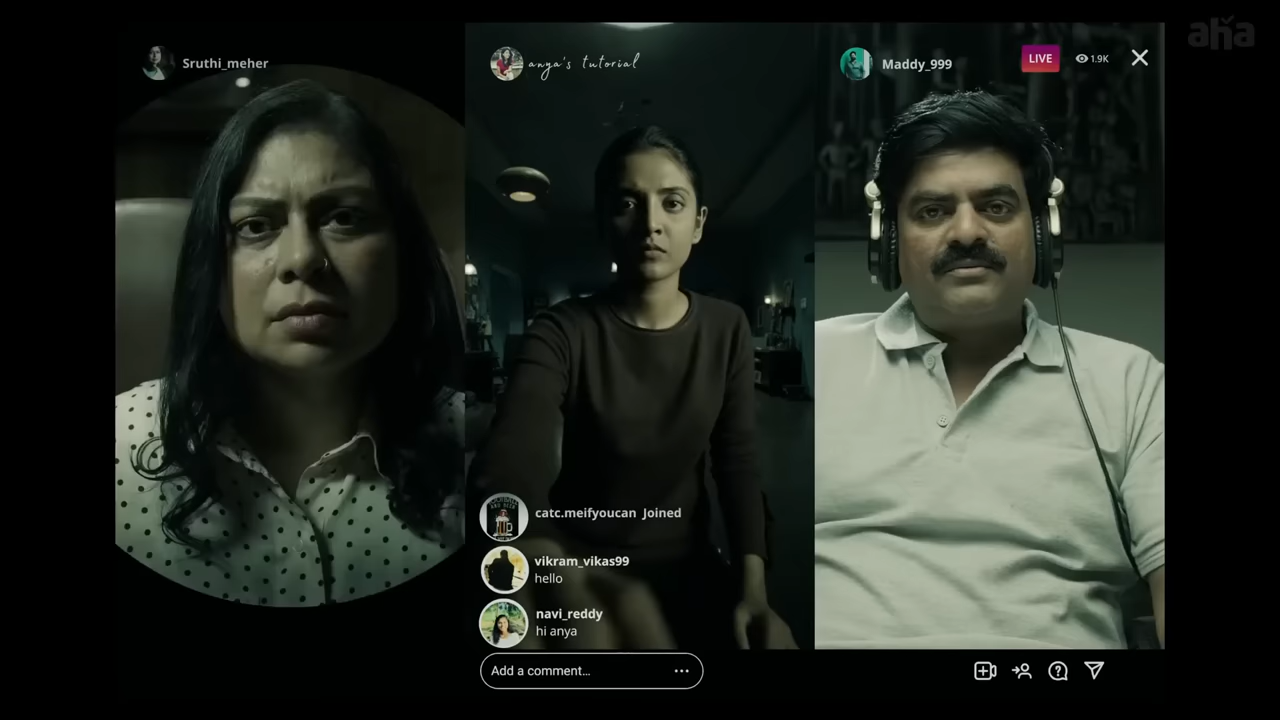 aha
Sruthi_meher
anya's tutorial
Maddy_999
LIVE
1.9K
catc.meifyoucan Joined
vikram_vikas99
hello
navi_reddy
hi anya
Add a comment...